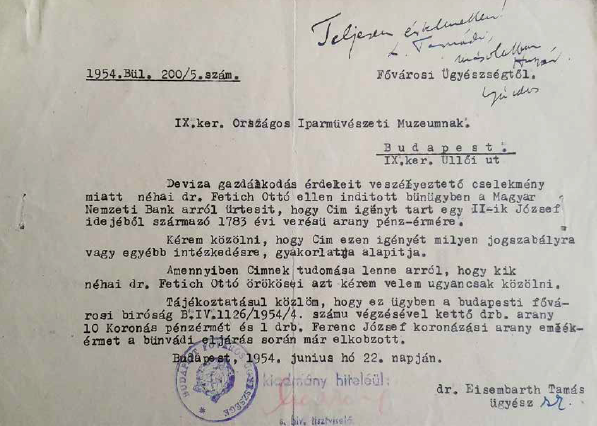 Teljesen értelmetlen!
1954.Bül. 200/5.szám.
Fővárosi Ügyészségtől.
IX.ker. Országos Iparmüvészeti Muzeumnak.
Budapest.
IX.ker. Üllői ut
Deviza gazdálkodás érdekeit veszélyeztető cselekmény
miatt néhai dr. Fetich Ottó ellen inditott bünügyben a Magyar
Nemzeti Bank arról értesit, hogy Cim igényt tart egy II-ik József
idejéből származó 1783 évi verésü arany pénz-érmére.
Kérem közölni, hogy Cim ezen igényét milyen jogszabályra
vagy egyébb intézkedésre, gyakorlatra alapitja.
Amennyiben Cimnek tudomása lenne arról, hogy kik
néhai dr. Fetich Ottó örökösei azt kérem velem ugyancsak közölni.
Tájékoztatásul közlöm, hogy ez ügyben a budapesti fővá-
rosi biróság B.IV.1126/1954/4. számu végzésével kettő drb. arany
10 Koronás pénzérmét és 1 drb. Ferenc József koronázási arany emlék-
érmet a bünvádi eljárás során már elkobzott.
Budapest, 1954. junius hó 22. napján.
kiadmány hiteléül:
dr. Eisembarth Tamás
ügyész